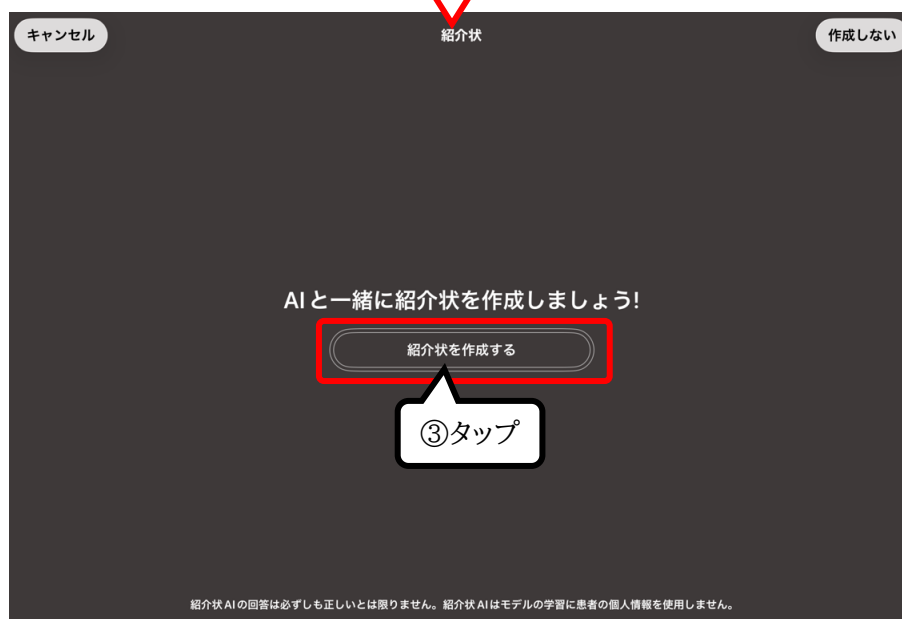 キャンセル
紹介状
作成しない
AIと一緒に紹介状を作成しましょう!
紹介状を作成する
③タップ
紹介状AIの回答は必ずしも正しいとは限りません。紹介状AIはモデルの学習に患者の個人情報を使用しません。